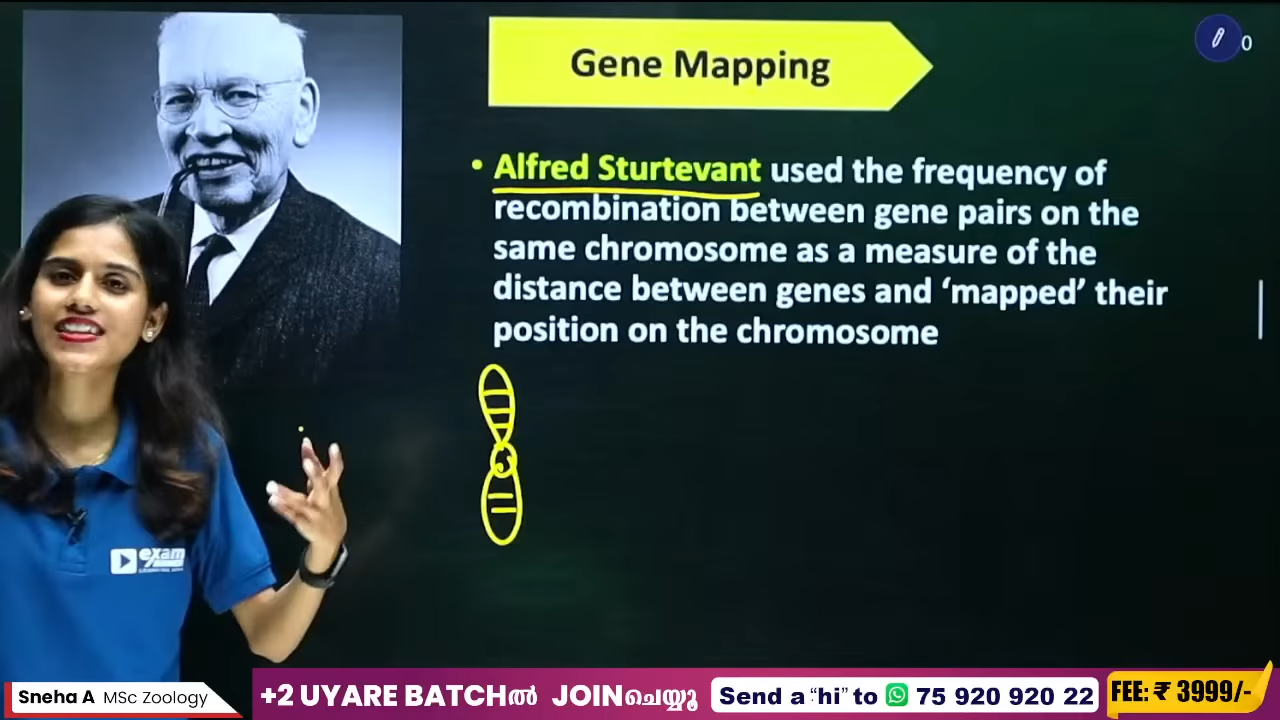 Gene Mapping
0
• Alfred Sturtevant used the frequency of
recombination between gene pairs on the
same chromosome as a measure of the
distance between genes and ‘mapped’ their
position on the chromosome
exam
Sneha A MSc Zoology
+2 UYARE BATCHൽ JOINചെയ്യൂ
Send a “hi” to 75 920 920 22
FEE: ₹ 3999/-